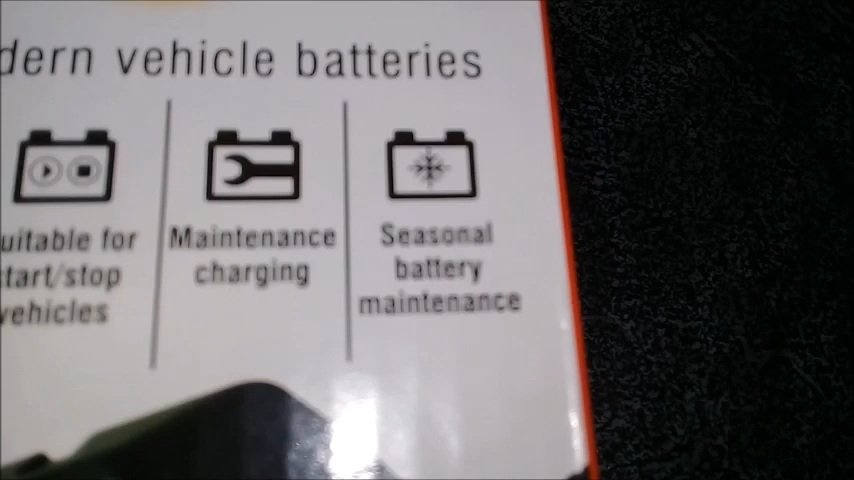 dern vehicle batteries
uitable for
tart/stop
vehicles
Maintenance
charging
Seasonal
battery
maintenance